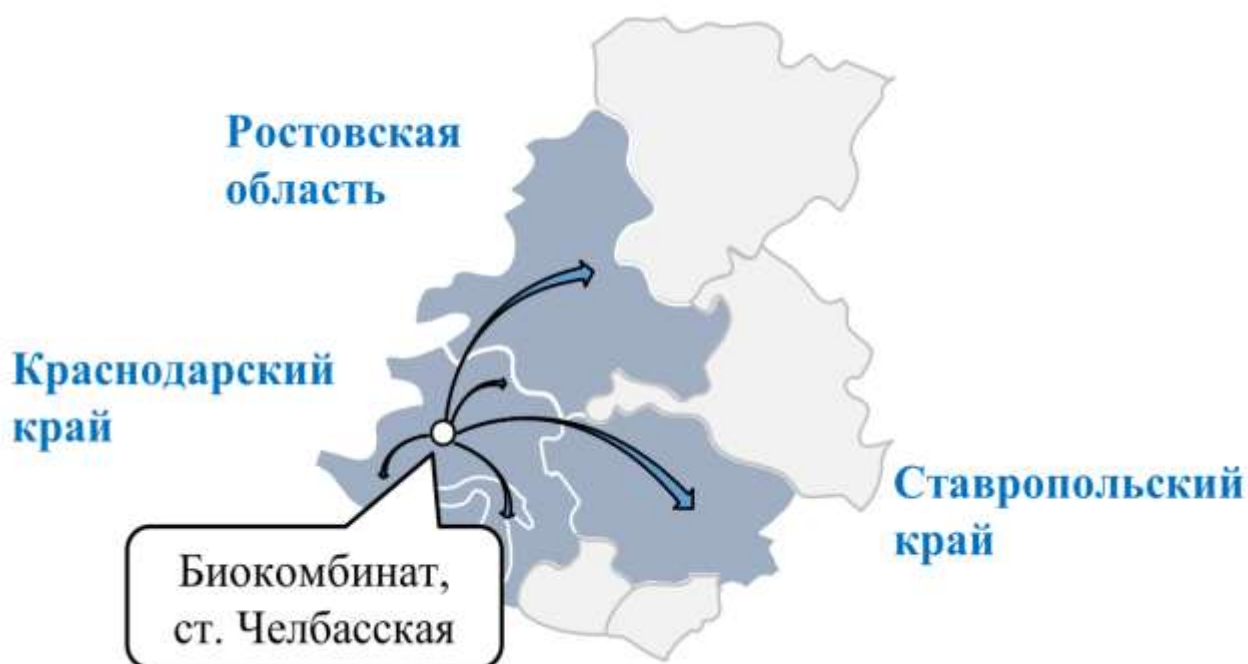 Ростовская
область
Краснодарский
край
Ставропольский
край
Биокомбинат,
ст. Челбасская